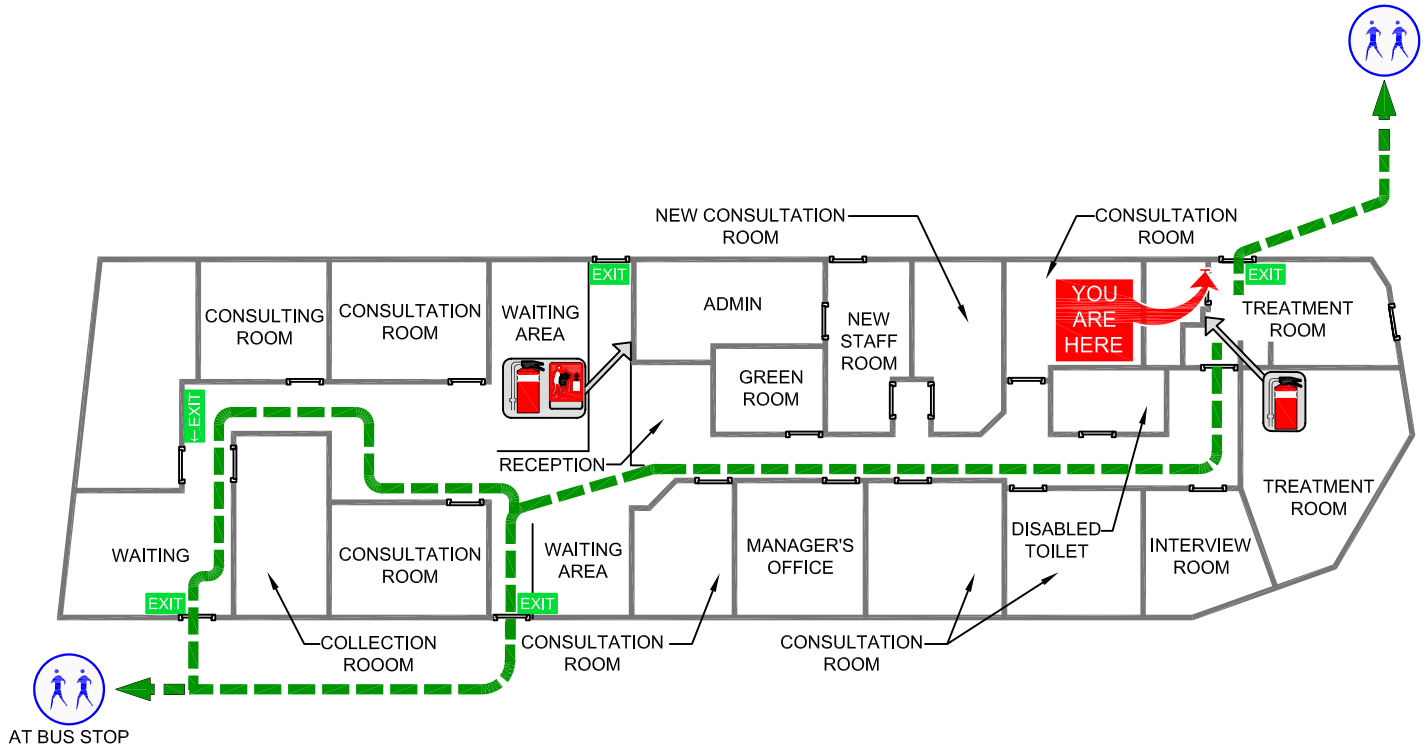 NEW CONSULTATION
ROOM
CONSULTATION
ROOM
EXIT
EXIT
CONSULTING
ROOM
CONSULTATION
ROOM
WAITING
AREA
ADMIN
NEW
STAFF
ROOM
YOU
ARE
HERE
TREATMENT
ROOM
GREEN
ROOM
←EXIT
RECEPTION
TREATMENT
ROOM
WAITING
CONSULTATION
ROOM
WAITING
AREA
MANAGER'S
OFFICE
DISABLED
TOILET
INTERVIEW
ROOM
EXIT
EXIT
COLLECTION
ROOOM
CONSULTATION
ROOM
CONSULTATION
ROOM
AT BUS STOP